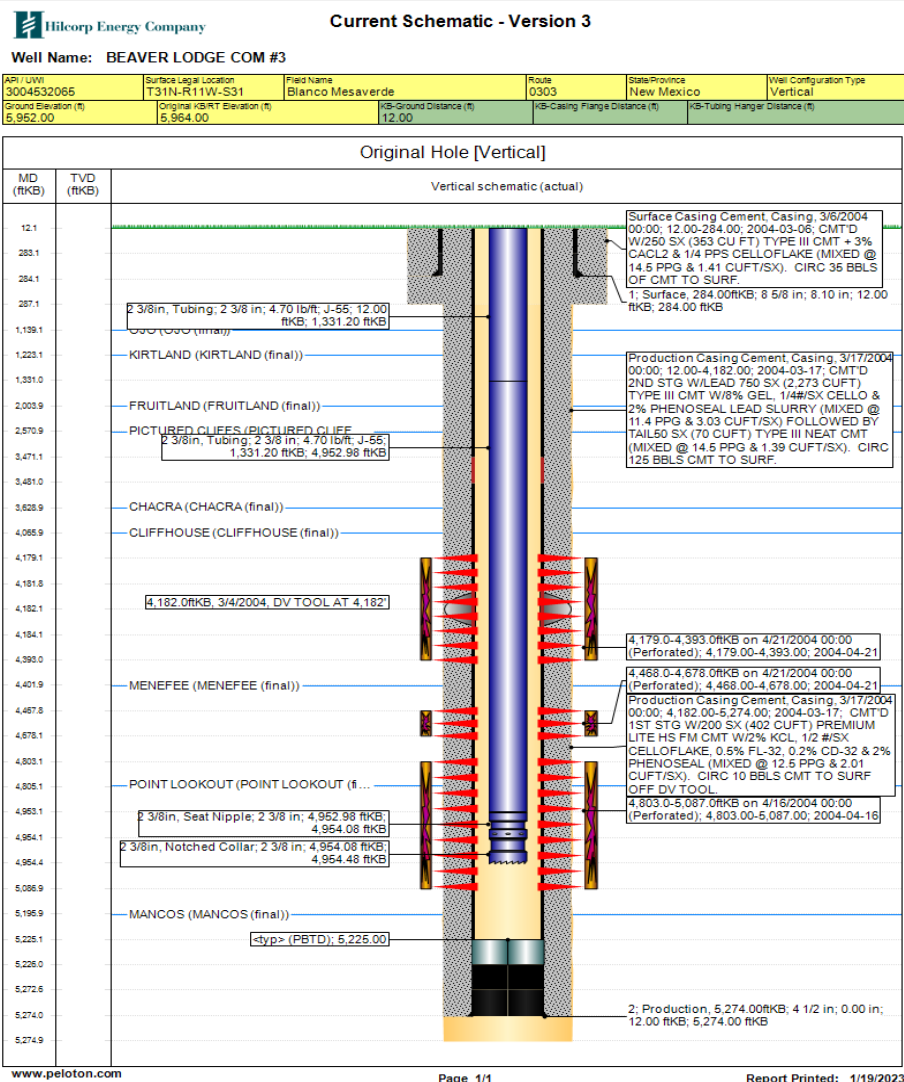 Hilcorp Energy Company
Current Schematic - Version 3
Well Name: BEAVER LODGE COM #3
API / UWI
3004532065
Surface Legal Location
T31N-R11W-S31
Field Name
Blanco Mesaverde
Route
0303
State/Province
New Mexico
Well Configuration Type
Vertical
Ground Elevation (ft)
5,952.00
Original KB/RT Elevation (ft)
5,964.00
KB-Ground Distance (ft)
12.00
KB-Casing Flange Distance (ft)
KB-Tubing Hanger Distance (ft)
Original Hole [Vertical]
MD
(ftKB)
TVD
(ftKB)
Vertical schematic (actual)
12.1
283.1
284.1
287.1
1,139.1
1,223.1
1,331.0
2,003.9
2,570.9
3,471.1
3,481.0
3,628.9
4,065.9
4,179.1
4,181.8
4,182.1
4,184.1
4,393.0
4,401.9
4,467.8
4,678.1
4,803.1
4,805.1
4,953.1
4,954.1
4,954.4
5,086.9
5,195.9
5,225.1
5,226.0
5,272.6
5,274.0
5,274.9
Surface Casing Cement, Casing, 3/6/2004
00:00; 12.00-284.00; 2004-03-06; CMT'D
W/250 SX (353 CU FT) TYPE III CMT + 3%
CACL2 & 1/4 PPS CELLOFLAKE (MIXED @
14.5 PPG & 1.41 CUFT/SX). CIRC 35 BBLS
OF CMT TO SURF.
1; Surface, 284.00ftKB; 8 5/8 in; 8.10 in; 12.00
ftKB; 284.00 ftKB
2 3/8in, Tubing; 2 3/8 in; 4.70 lb/ft; J-55; 12.00
ftKB; 1,331.20 ftKB
OJO (OJO (final))
KIRTLAND (KIRTLAND (final))
Production Casing Cement, Casing, 3/17/2004
00:00; 12.00-4,182.00; 2004-03-17; CMT'D
2ND STG W/LEAD 750 SX (2,273 CUFT)
TYPE III CMT W/8% GEL, 1/4#/SX CELLO &
2% PHENOSEAL LEAD SLURRY (MIXED @
11.4 PPG & 3.03 CUFT/SX) FOLLOWED BY
TAIL50 SX (70 CUFT) TYPE III NEAT CMT
(MIXED @ 14.5 PPG & 1.39 CUFT/SX). CIRC
125 BBLS CMT TO SURF.
FRUITLAND (FRUITLAND (final))
PICTURED CLIFFS (PICTURED CLIFF
2 3/8in, Tubing; 2 3/8 in; 4.70 lb/ft; J-55;
1,331.20 ftKB; 4,952.98 ftKB
CHACRA (CHACRA (final))
CLIFFHOUSE (CLIFFHOUSE (final))
4,182.0ftKB, 3/4/2004, DV TOOL AT 4,182'
4,179.0-4,393.0ftKB on 4/21/2004 00:00
(Perforated); 4,179.00-4,393.00; 2004-04-21
MENEFEE (MENEFEE (final))
4,468.0-4,678.0ftKB on 4/21/2004 00:00
(Perforated); 4,468.00-4,678.00; 2004-04-21
Production Casing Cement, Casing, 3/17/2004
00:00; 4,182.00-5,274.00; 2004-03-17; CMT'D
1ST STG W/200 SX (402 CUFT) PREMIUM
LITE HS FM CMT W/2% KCL, 1/2 #/SX
CELLOFLAKE, 0.5% FL-32, 0.2% CD-32 & 2%
PHENOSEAL (MIXED @ 12.5 PPG & 2.01
CUFT/SX). CIRC 10 BBLS CMT TO SURF
OFF DV TOOL.
POINT LOOKOUT (POINT LOOKOUT (fi...
4,803.0-5,087.0ftKB on 4/16/2004 00:00
(Perforated); 4,803.00-5,087.00; 2004-04-16
2 3/8in, Seat Nipple; 2 3/8 in; 4,952.98 ftKB;
4,954.08 ftKB
2 3/8in, Notched Collar; 2 3/8 in; 4,954.08 ftKB;
4,954.48 ftKB
MANCOS (MANCOS (final))
<typ> (PBTD); 5,225.00
2; Production, 5,274.00ftKB; 4 1/2 in; 0.00 in;
12.00 ftKB; 5,274.00 ftKB
www.peloton.com
Page 1/1
Report Printed: 1/19/2023